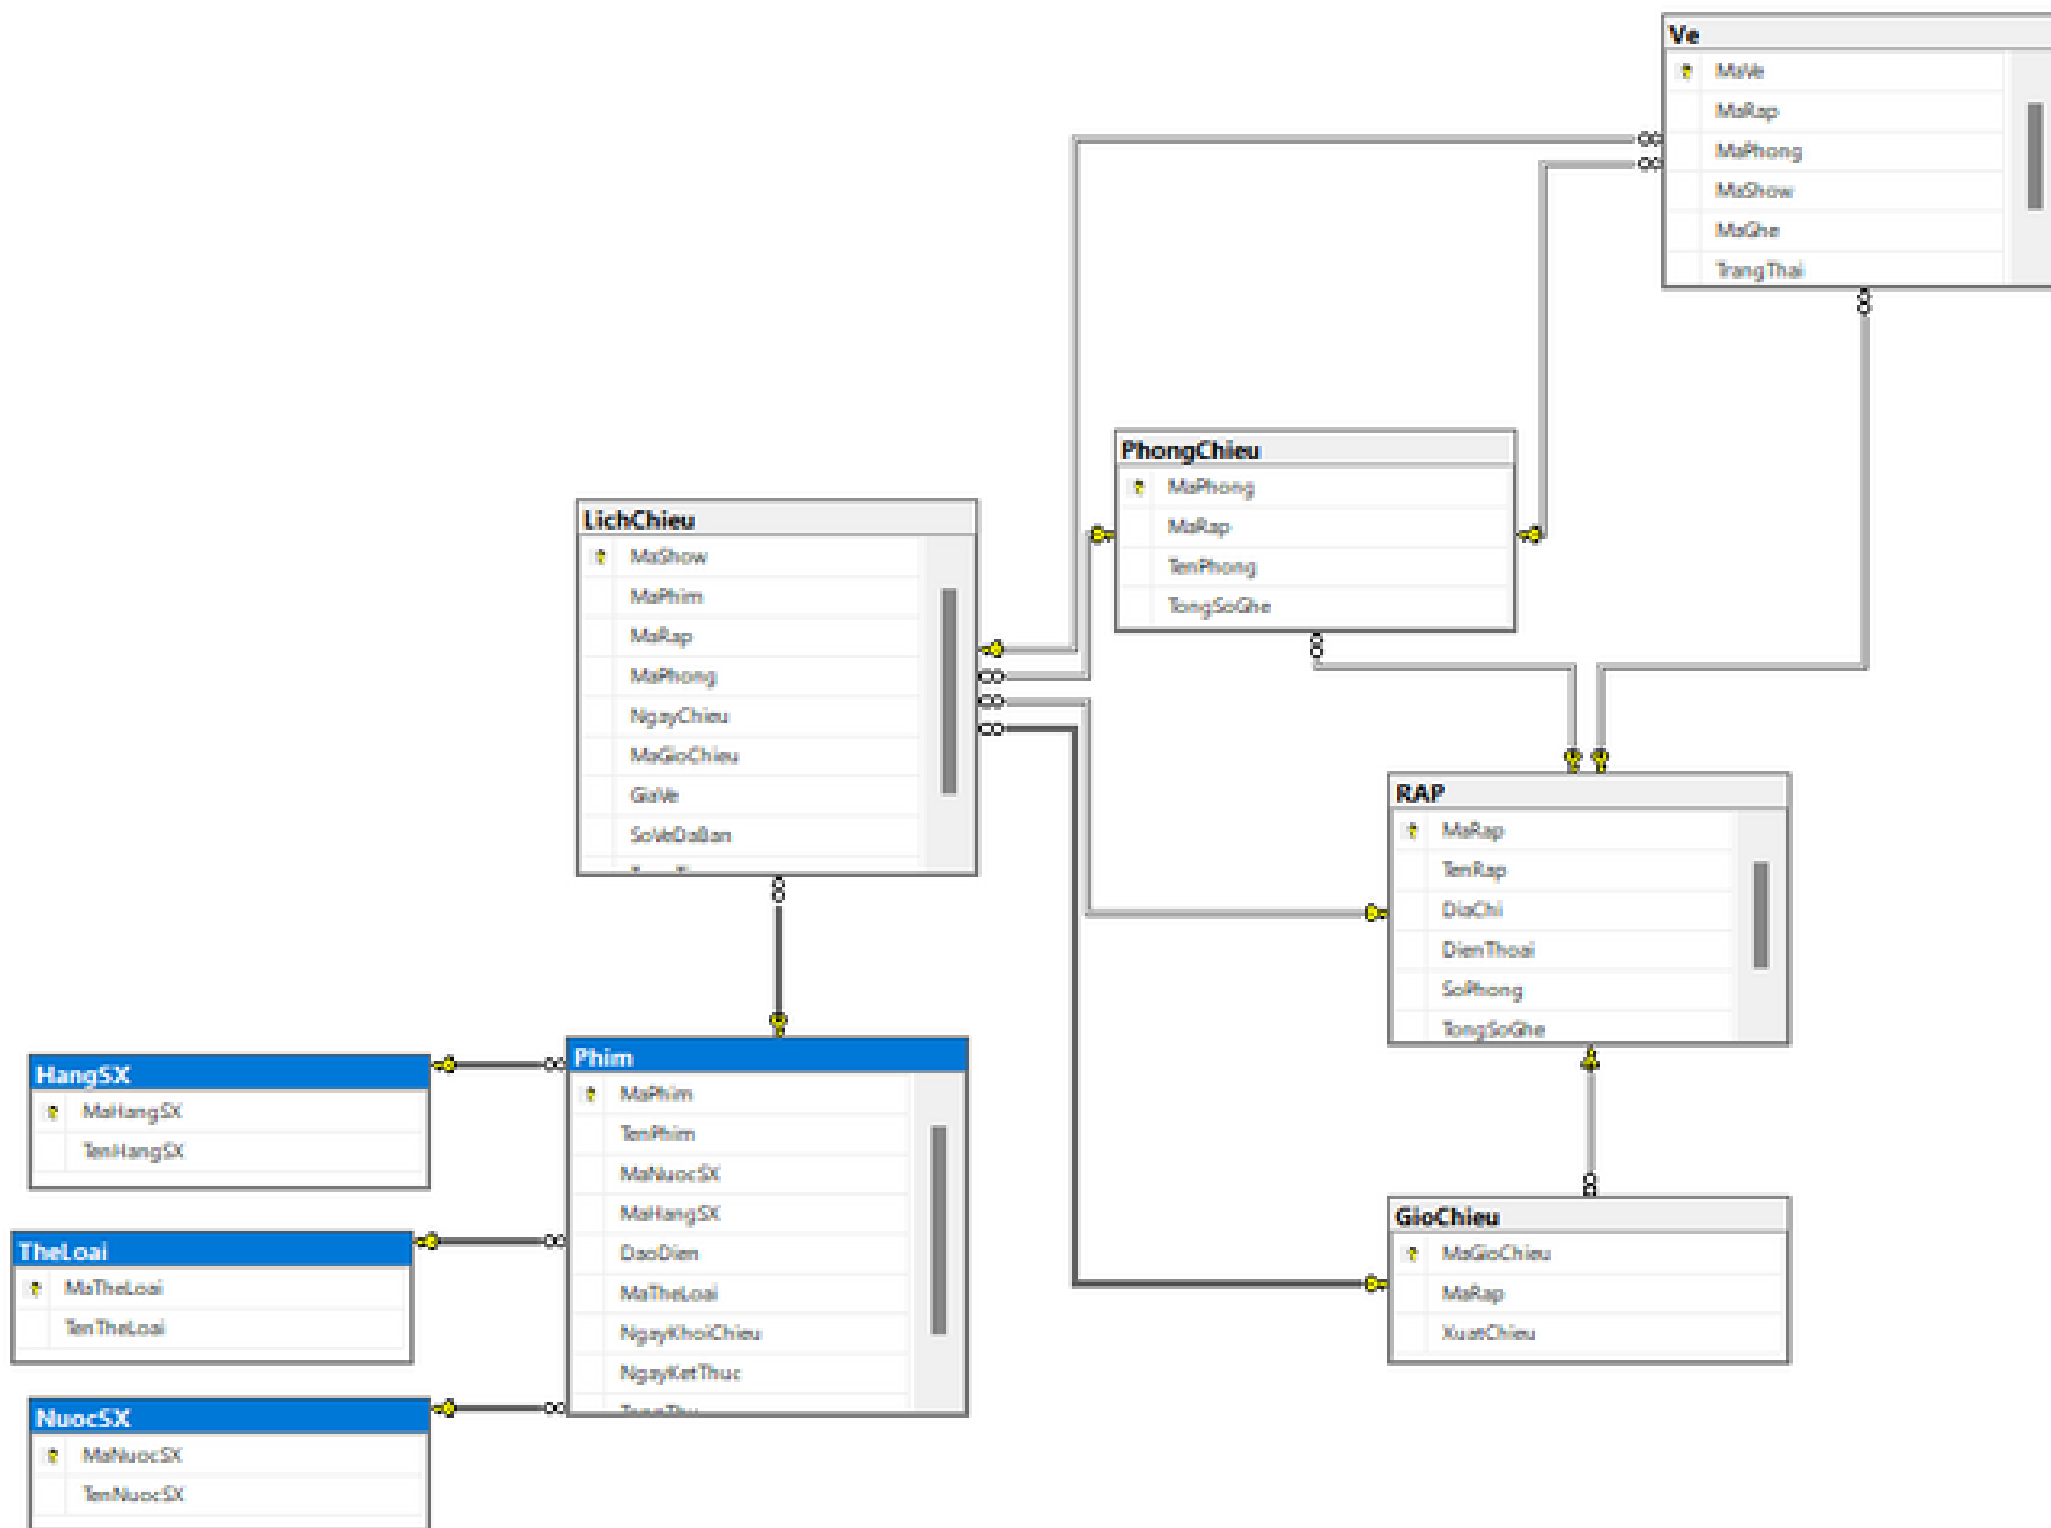 Ve
MaVe
MaRap
MaPhong
MaShow
MaGhe
TrangThai
PhongChieu
MaPhong
MaRap
TenPhong
TongSoGhe
LichChieu
MaShow
MaPhim
MaRap
MaPhong
NgayChieu
MaGioChieu
GiaVe
SoVeDaBan
RAP
MaRap
TenRap
DiaChi
DienThoai
SoPhong
TongSoGhe
Phim
MaPhim
TenPhim
MaNuocSX
MaHangSX
DaoDien
MaTheLoai
NgayKhoiChieu
NgayKetThuc
HangSX
MaHangSX
TenHangSX
TheLoai
MaTheLoai
TenTheLoai
NuocSX
MaNuocSX
TenNuocSX
GioChieu
MaGioChieu
MaRap
XuatChieu